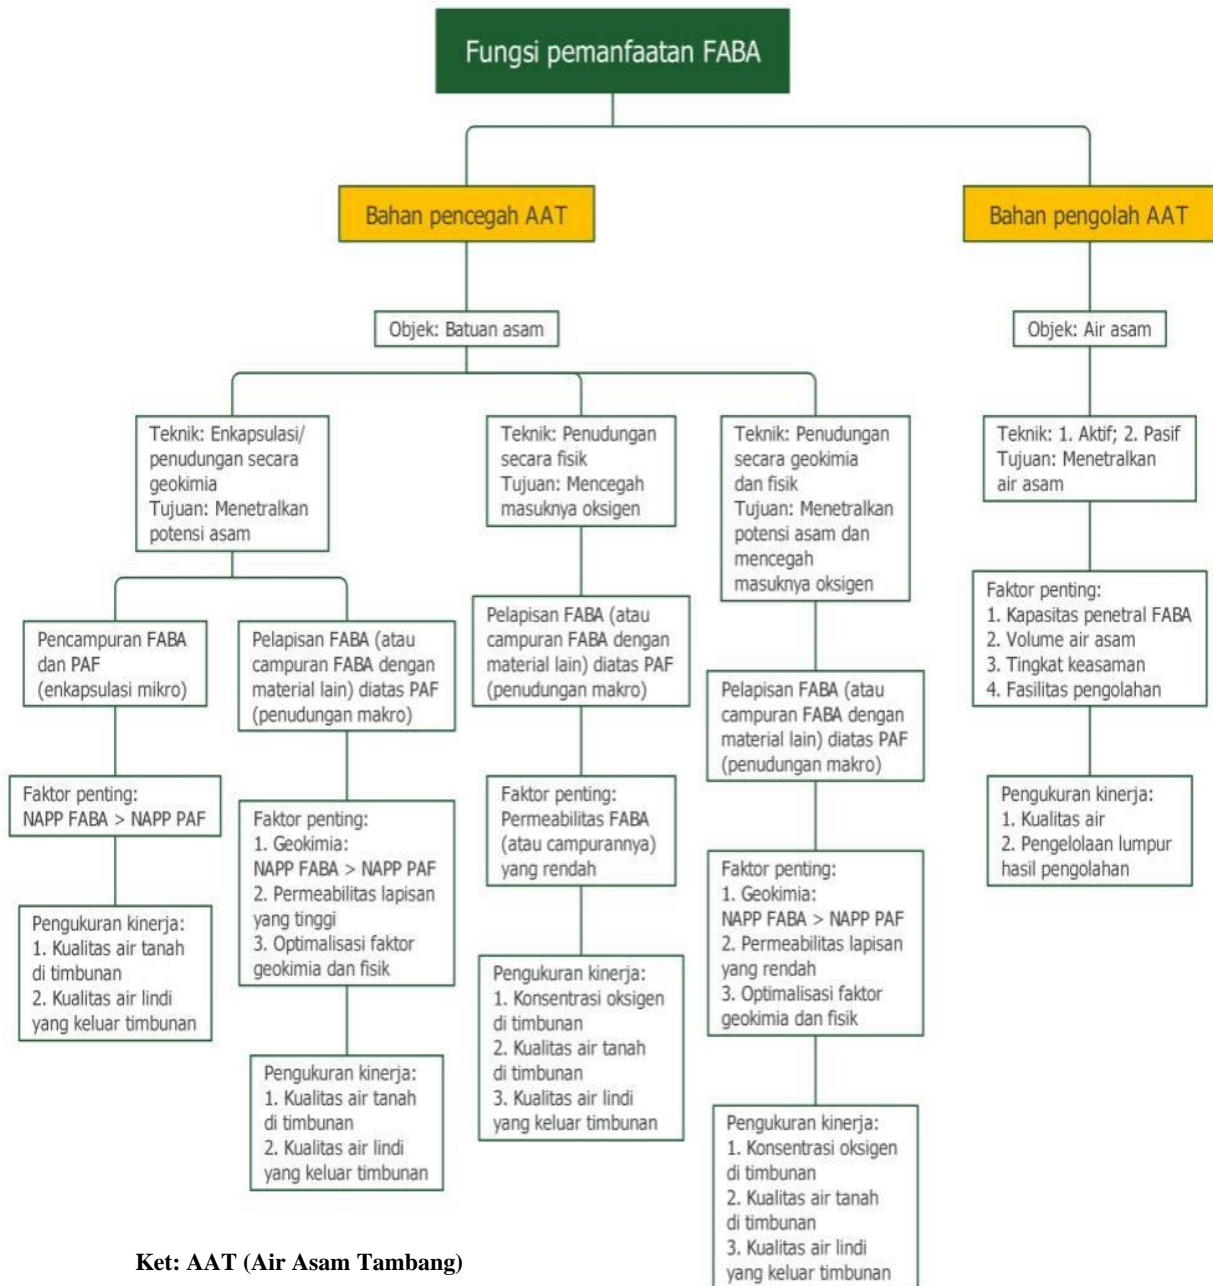 Fungsi pemanfaatan FABA
Bahan pencegah AAT
Bahan pengolah AAT
Objek: Batuan asam
Objek: Air asam
Teknik: Enkapsulasi/
penudungan secara
geokimia
Tujuan: Menetralkan
potensi asam
Teknik: Penudungan
secara fisik
Tujuan: Mencegah
masuknya oksigen
Teknik: Penudungan
secara geokimia
dan fisik
Tujuan: Menetralkan
potensi asam dan
mencegah
masuknya oksigen
Teknik: 1. Aktif; 2. Pasif
Tujuan: Menetralkan
air asam
Pencampuran FABA
dan PAF
(enkapsulasi mikro)
Pelapisan FABA (atau
campuran FABA dengan
material lain) diatas PAF
(penudungan makro)
Pelapisan FABA (atau
campuran FABA dengan
material lain) diatas PAF
(penudungan makro)
Pelapisan FABA (atau
campuran FABA dengan
material lain) diatas PAF
(penudungan makro)
Faktor penting:
1. Kapasitas penetral FABA
2. Volume air asam
3. Tingkat keasaman
4. Fasilitas pengolahan
Faktor penting:
NAPP FABA > NAPP PAF
Faktor penting:
1. Geokimia:
NAPP FABA > NAPP PAF
2. Permeabilitas lapisan
yang tinggi
3. Optimalisasi faktor
geokimia dan fisik
Faktor penting:
Permeabilitas FABA
(atau campurannya)
yang rendah
Faktor penting:
1. Geokimia:
NAPP FABA > NAPP PAF
2. Permeabilitas lapisan
yang rendah
3. Optimalisasi faktor
geokimia dan fisik
Pengukuran kinerja:
1. Kualitas air
2. Pengelolaan lumpur
hasil pengolahan
Pengukuran kinerja:
1. Kualitas air tanah
di timbunan
2. Kualitas air lindi
yang keluar timbunan
Pengukuran kinerja:
1. Kualitas air tanah
di timbunan
2. Kualitas air lindi
yang keluar timbunan
Pengukuran kinerja:
1. Konsentrasi oksigen
di timbunan
2. Kualitas air tanah
di timbunan
3. Kualitas air lindi
yang keluar timbunan
Pengukuran kinerja:
1. Konsentrasi oksigen
di timbunan
2. Kualitas air tanah
di timbunan
3. Kualitas air lindi
yang keluar timbunan
Ket: AAT (Air Asam Tambang)